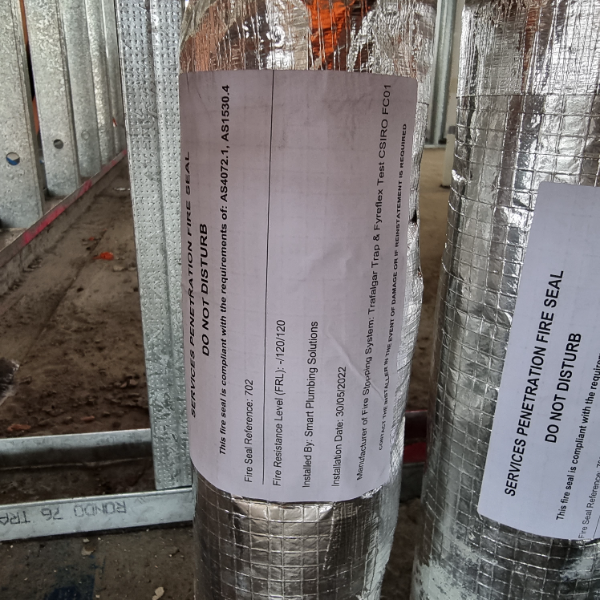 SERVICES PENETRATION FIRE SEAL
DO NOT DISTURB
This fire seal is compliant with the requirements of: AS4072.1, AS1530.4
Fire Seal Reference: 702
Fire Resistance Level (FRL): -/120/120
Installed By: Smart Plumbing Solutions
Installation Date: 30/05/2022
Manufacturer of Fire Stopping System: Trafalgar Trap & Fyreflex Test CSIRO FC01
CONTACT THE INSTALLER IN THE EVENT OF DAMAGE OR IF REINSTATEMENT IS REQUIRED
SERVICES PENETRATION FIRE SEAL
DO NOT DISTURB
This fire seal is compliant with the
Fire Seal Reference:
RONDO 76 TRA